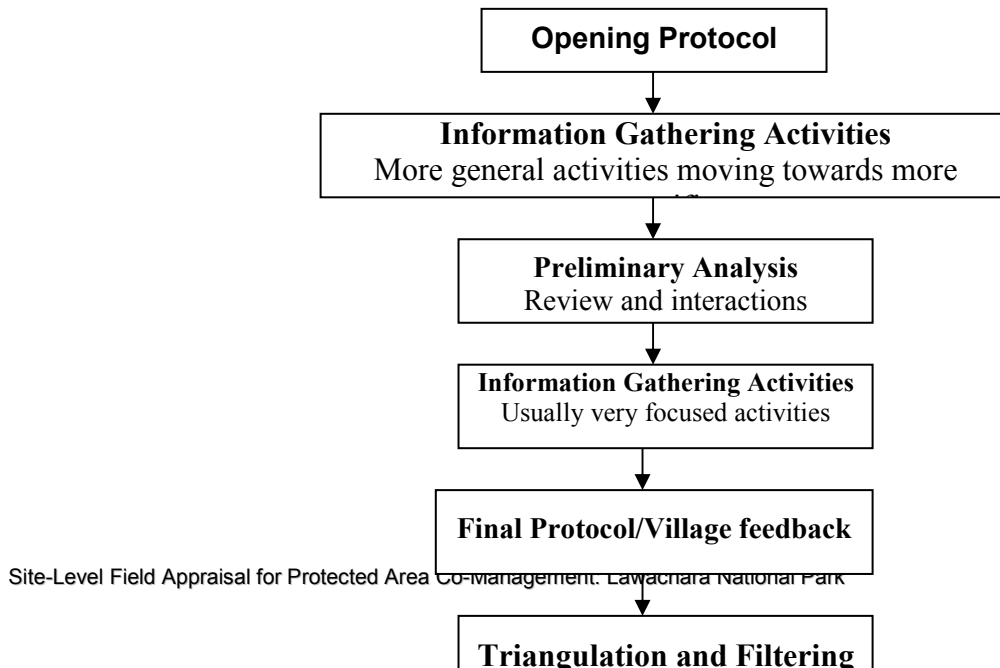 Opening Protocol
Information Gathering Activities
More general activities moving towards more
Preliminary Analysis
Review and interactions
Information Gathering Activities
Usually very focused activities
Final Protocol/Village feedback
Site-Level Field Appraisal for Protected Area Co-Management: Lawachara National Park
Triangulation and Filtering